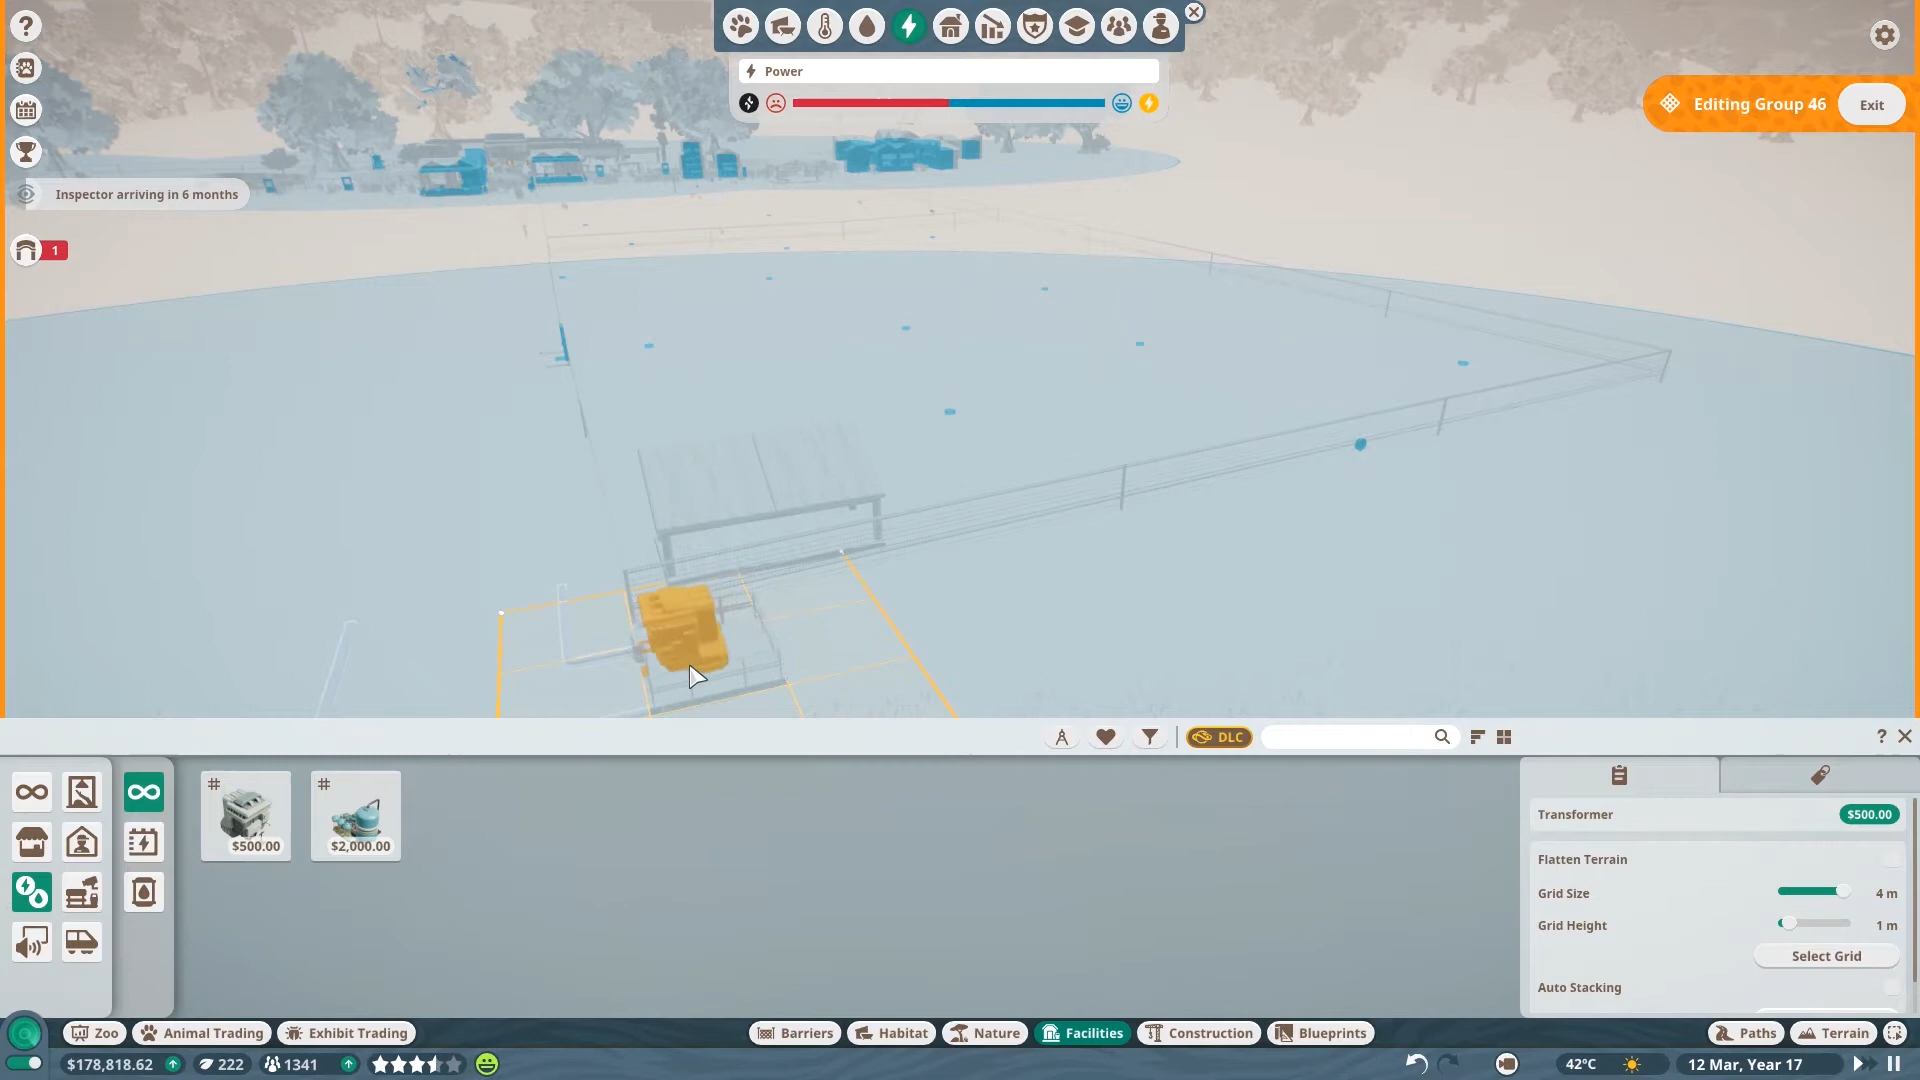 Power
Editing Group 46
Exit
Inspector arriving in 6 months
1
DLC
$500.00
$2,000.00
Transformer
$500.00
Flatten Terrain
Grid Size
4 m
Grid Height
1 m
Select Grid
Auto Stacking
Zoo
Animal Trading
Exhibit Trading
Barriers
Habitat
Nature
Facilities
Construction
Blueprints
Paths
Terrain
$178,818.62
222
1341
42°C
12 Mar, Year 17